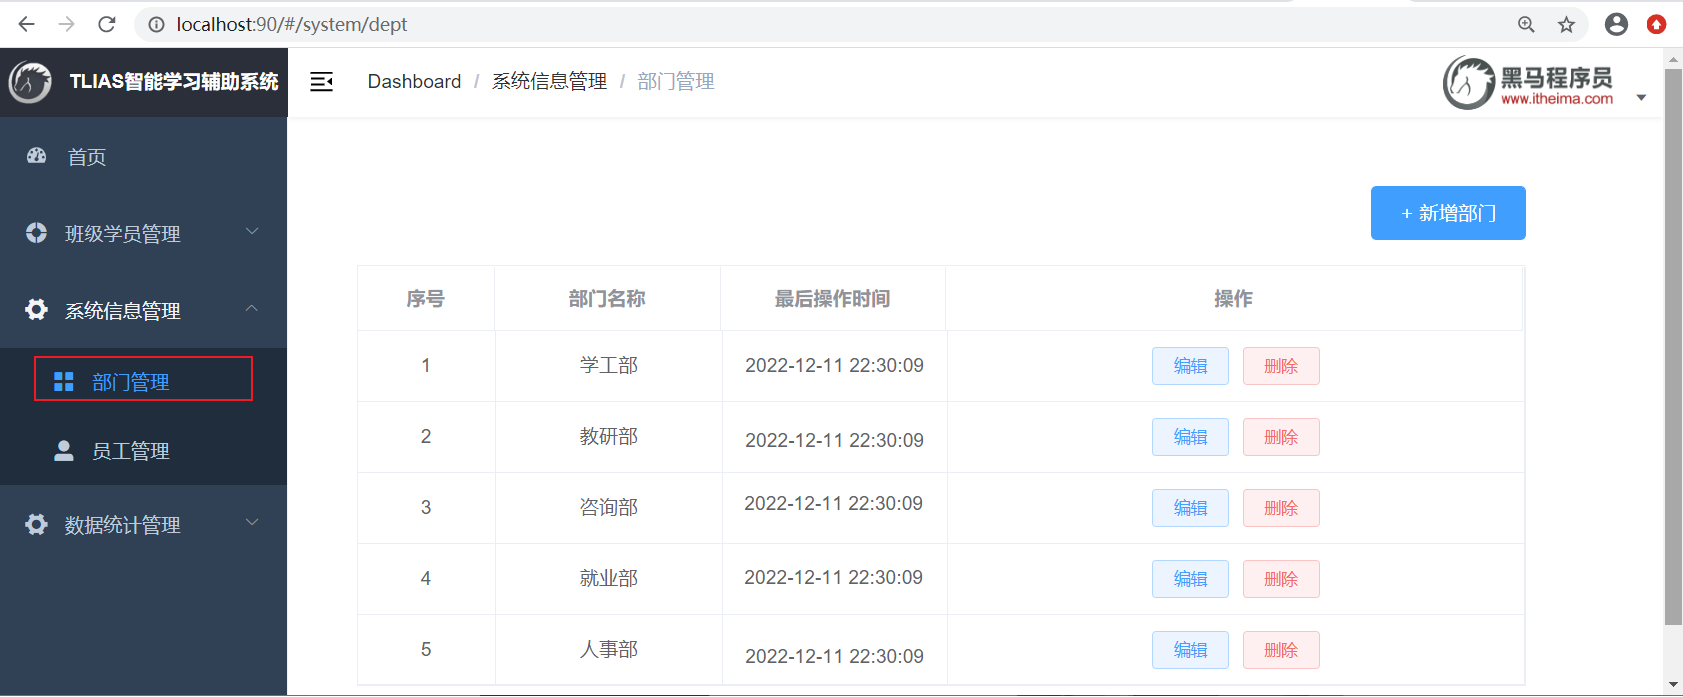 localhost:90/#/system/dept
TLIAS智能学习辅助系统
Dashboard / 系统信息管理 / 部门管理
黑马程序员
www.itheima.com
首页
班级学员管理
系统信息管理
部门管理
员工管理
数据统计管理
+ 新增部门
序号 部门名称 最后操作时间 操作
1 学工部 2022-12-11 22:30:09 编辑 删除
2 教研部 2022-12-11 22:30:09 编辑 删除
3 咨询部 2022-12-11 22:30:09 编辑 删除
4 就业部 2022-12-11 22:30:09 编辑 删除
5 人事部 2022-12-11 22:30:09 编辑 删除